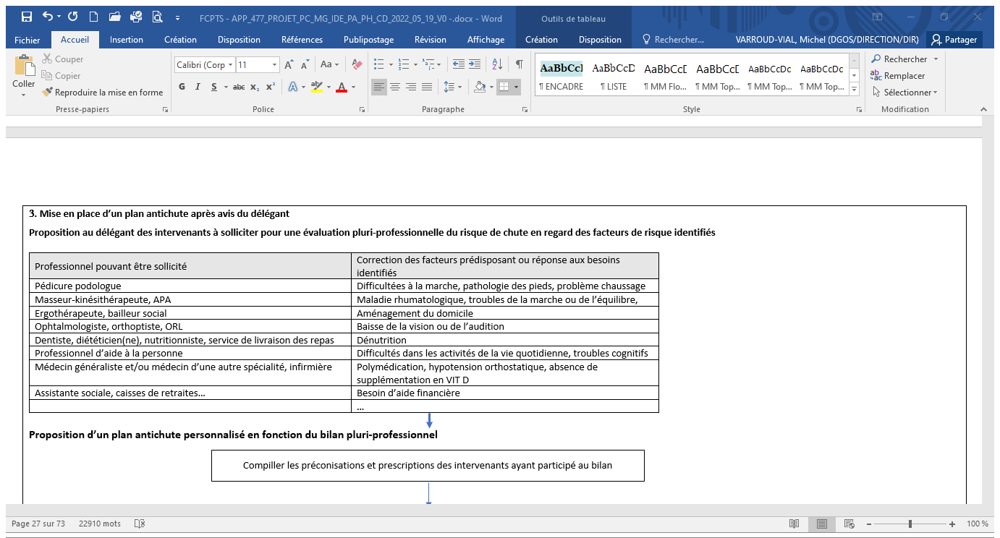 FCPTS - APP_477_PROJET_PC_MG_IDE_PA_PH_CD_2022_05_19_V0 -.docx - Word
Outils de tableau
Fichier Accueil Insertion Création Disposition Références Publipostage Révision Affichage Création Disposition Rechercher... VARROUD-VIAL, Michel (DGOS/DIRECTION/DIR) Partager
Coller
Couper
Copier
Reproduire la mise en forme
Presse-papiers
Calibri (Corp 11
G I S abc x₂ x²
Police
Paragraphe
AaBbCcI AaBbCcD AaBbCcI AaBbCcI AaBbCcDc AaBbCcDc
¶ ENCADRE ¶ LISTE ¶ MM Flo... ¶ MM Top... ¶ MM Top... ¶ MM Top...
Style
Rechercher
Remplacer
Sélectionner
Modification
3. Mise en place d’un plan antichute après avis du délégant
Proposition au délégant des intervenants à solliciter pour une évaluation pluri-professionnelle du risque de chute en regard des facteurs de risque identifiés
Professionnel pouvant être sollicité
Correction des facteurs prédisposant ou réponse aux besoins
identifiés
Pédicure podologue
Difficultées à la marche, pathologie des pieds, problème chaussage
Masseur-kinésithérapeute, APA
Maladie rhumatologique, troubles de la marche ou de l’équilibre,
Ergothérapeute, bailleur social
Aménagement du domicile
Ophtalmologiste, orthoptiste, ORL
Baisse de la vision ou de l’audition
Dentiste, diététicien(ne), nutritionniste, service de livraison des repas
Dénutrition
Professionnel d’aide à la personne
Difficultés dans les activités de la vie quotidienne, troubles cognitifs
Médecin généraliste et/ou médecin d’une autre spécialité, infirmière
Polymédication, hypotension orthostatique, absence de
supplémentation en VIT D
Assistante sociale, caisses de retraites…
Besoin d’aide financière
…
Proposition d’un plan antichute personnalisé en fonction du bilan pluri-professionnel
Compiller les préconisations et prescriptions des intervenants ayant participé au bilan
Page 27 sur 73 22910 mots
100 %